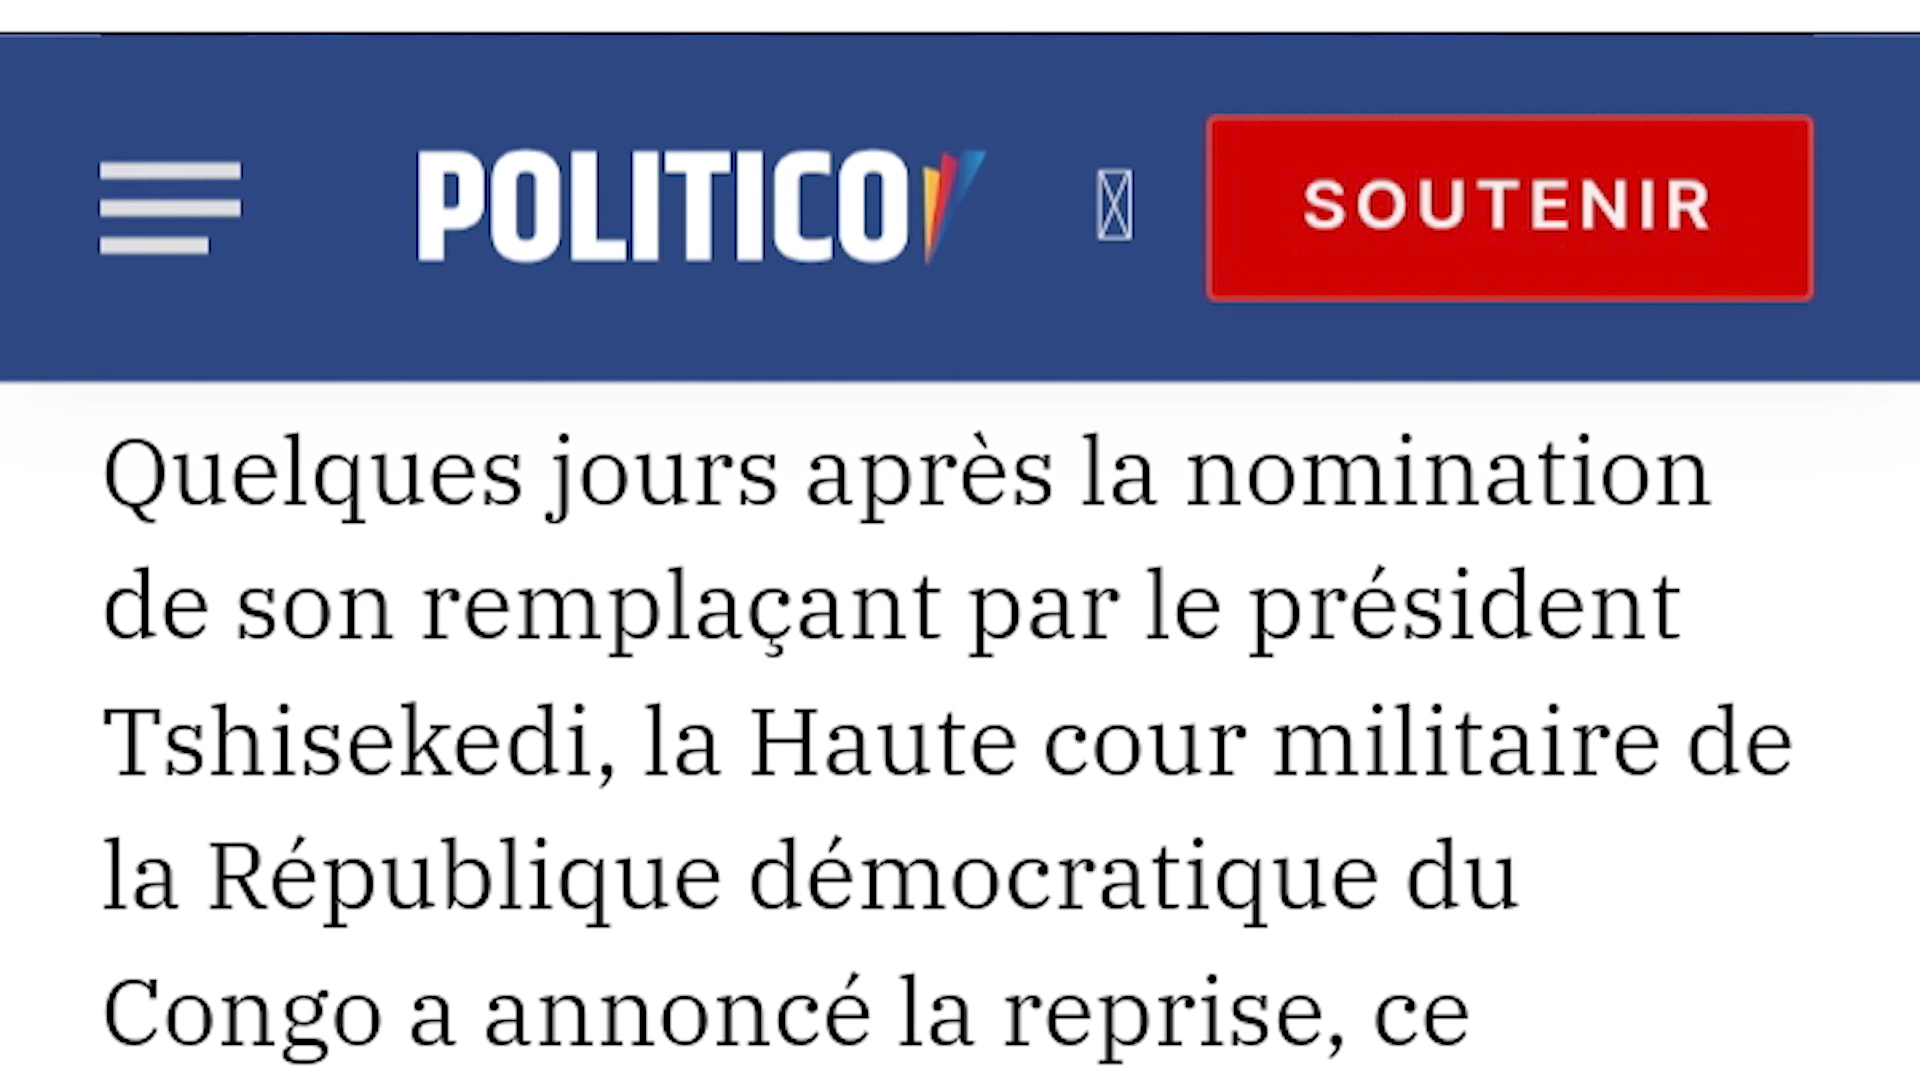 POLITICO
SOUTENIR
Quelques jours après la nomination
de son remplaçant par le président
Tshisekedi, la Haute cour militaire de
la République démocratique du
Congo a annoncé la reprise, ce